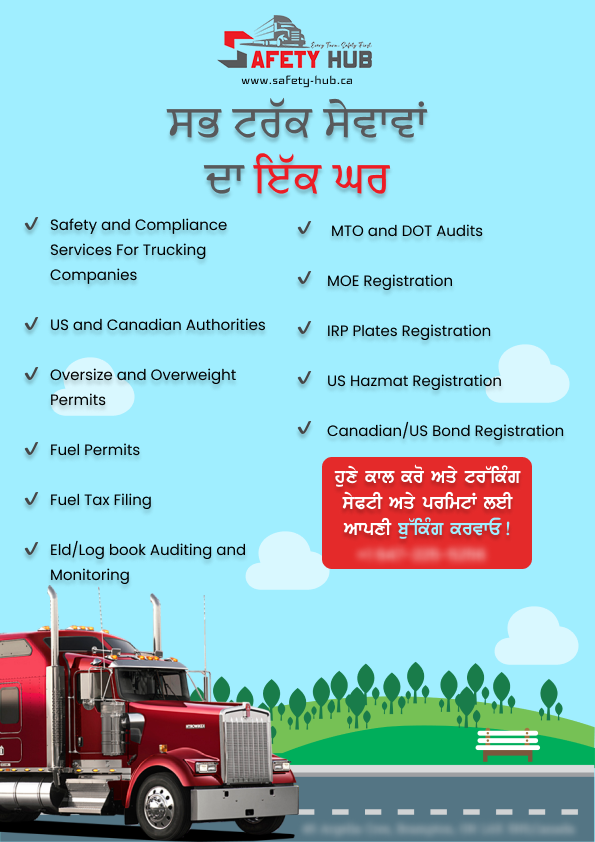 Every Turn, Safety First.
SAFETY HUB
www.safety-hub.ca
ਸਭ ਟਰੱਕ ਸੇਵਾਵਾਂ
ਦਾ ਇੱਕ ਘਰ
Safety and Compliance
Services For Trucking
Companies
US and Canadian Authorities
Oversize and Overweight
Permits
Fuel Permits
Fuel Tax Filing
Eld/Log book Auditing and
Monitoring
MTO and DOT Audits
MOE Registration
IRP Plates Registration
US Hazmat Registration
Canadian/US Bond Registration
ਹੁਣੇ ਕਾਲ ਕਰੋ ਅਤੇ ਟਰੱਕਿੰਗ
ਸੇਫਟੀ ਅਤੇ ਪਰਮਿਟਾਂ ਲਈ
ਆਪਣੀ ਬੁੱਕਿੰਗ ਕਰਵਾਓ !